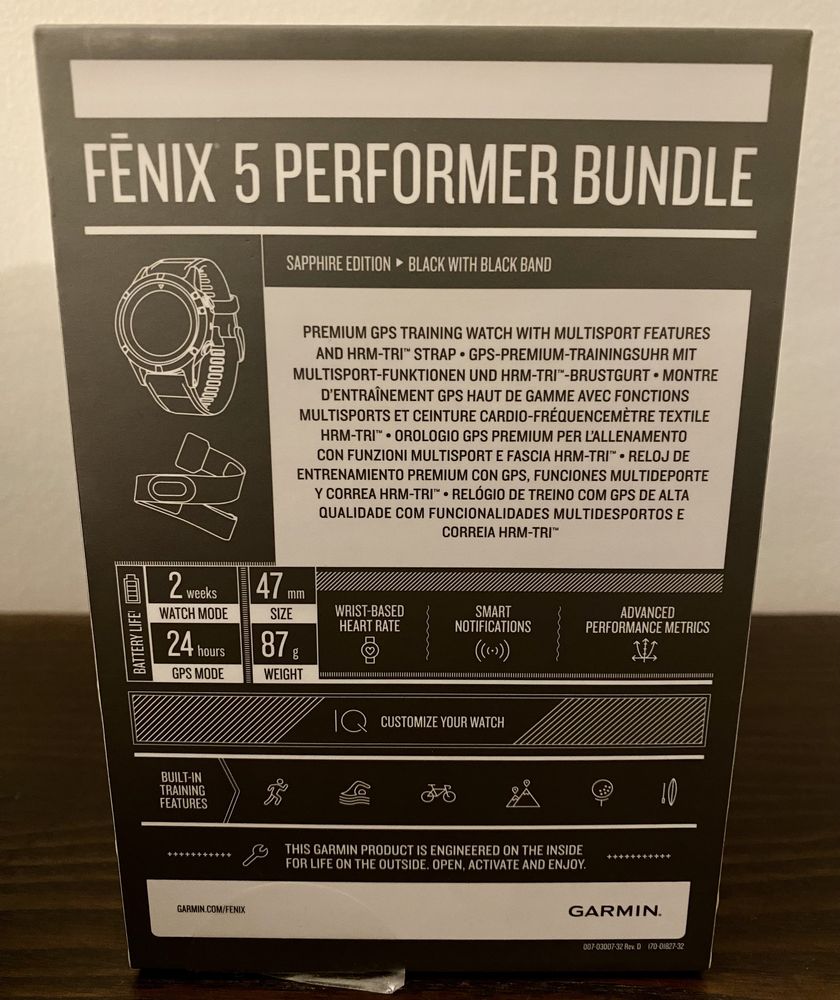 FĒNIX® 5 PERFORMER BUNDLE
SAPPHIRE EDITION ▸ BLACK WITH BLACK BAND
PREMIUM GPS TRAINING WATCH WITH MULTISPORT FEATURES
AND HRM-TRI™ STRAP • GPS-PREMIUM-TRAININGSUHR MIT
MULTISPORT-FUNKTIONEN UND HRM-TRI™-BRUSTGURT • MONTRE
D'ENTRAÎNEMENT GPS HAUT DE GAMME AVEC FONCTIONS
MULTISPORTS ET CEINTURE CARDIO-FRÉQUENCEMÈTRE TEXTILE
HRM-TRI™ • OROLOGIO GPS PREMIUM PER L'ALLENAMENTO
CON FUNZIONI MULTISPORT E FASCIA HRM-TRI™ • RELOJ DE
ENTRENAMIENTO PREMIUM CON GPS, FUNCIONES MULTIDEPORTE
Y CORREA HRM-TRI™ • RELÓGIO DE TREINO COM GPS DE ALTA
QUALIDADE COM FUNCIONALIDADES MULTIDESPORTOS E
CORREIA HRM-TRI™
BATTERY LIFE¹
2 weeks
WATCH MODE
24 hours
GPS MODE
47 mm
SIZE
87 g
WEIGHT
WRIST-BASED
HEART RATE
SMART
NOTIFICATIONS
ADVANCED
PERFORMANCE METRICS
IQ CUSTOMIZE YOUR WATCH
BUILT-IN
TRAINING
FEATURES
THIS GARMIN PRODUCT IS ENGINEERED ON THE INSIDE
FOR LIFE ON THE OUTSIDE. OPEN, ACTIVATE AND ENJOY.
GARMIN.COM/FENIX
GARMIN.
007-03007-32 Rev. D 170-01827-32